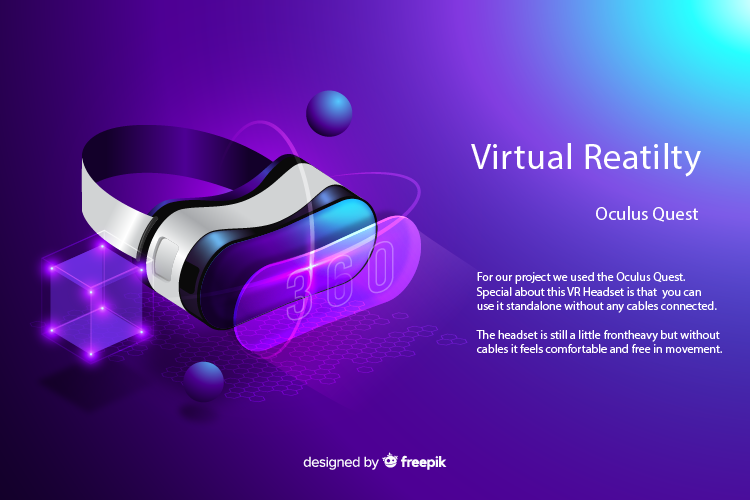 Virtual Reatilty
Oculus Quest
360
For our project we used the Oculus Quest.
Special about this VR Headset is that you can
use it standalone without any cables connected.
The headset is still a little frontheavy but without
cables it feels comfortable and free in movement.
designed by freepik